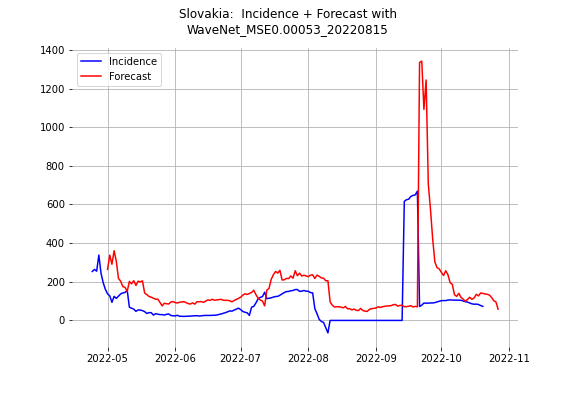 Slovakia:  Incidence + Forecast with
WaveNet_MSE0.00053_20220815
Incidence
Forecast
1400
1200
1000
800
600
400
200
0
2022-05 2022-06 2022-07 2022-08 2022-09 2022-10 2022-11